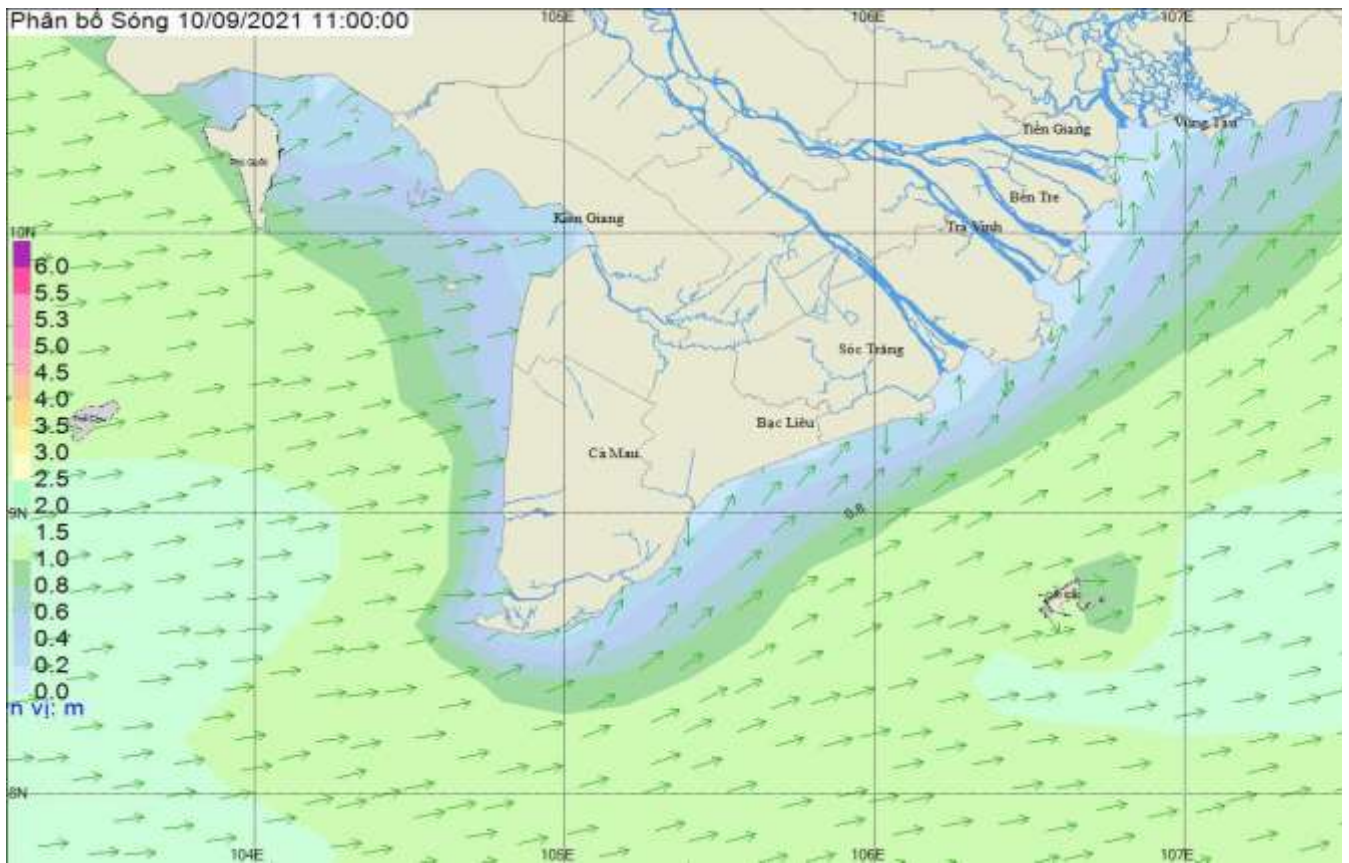 Phân bố Sóng 10/09/2021 11:00:00
105E
106E
107E
Vũng Tàu
Tiền Giang
Bến Tre
Trà Vinh
Kiên Giang
10N
6.0
5.5
5.3
5.0
4.5
4.0
3.5
3.0
2.5
2.0
1.5
1.0
0.8
0.6
0.4
0.2
0.0
n vị: m
Sóc Trăng
Bạc Liêu
Cà Mau
9N
0.8
8N
104E
105E
106E
107E